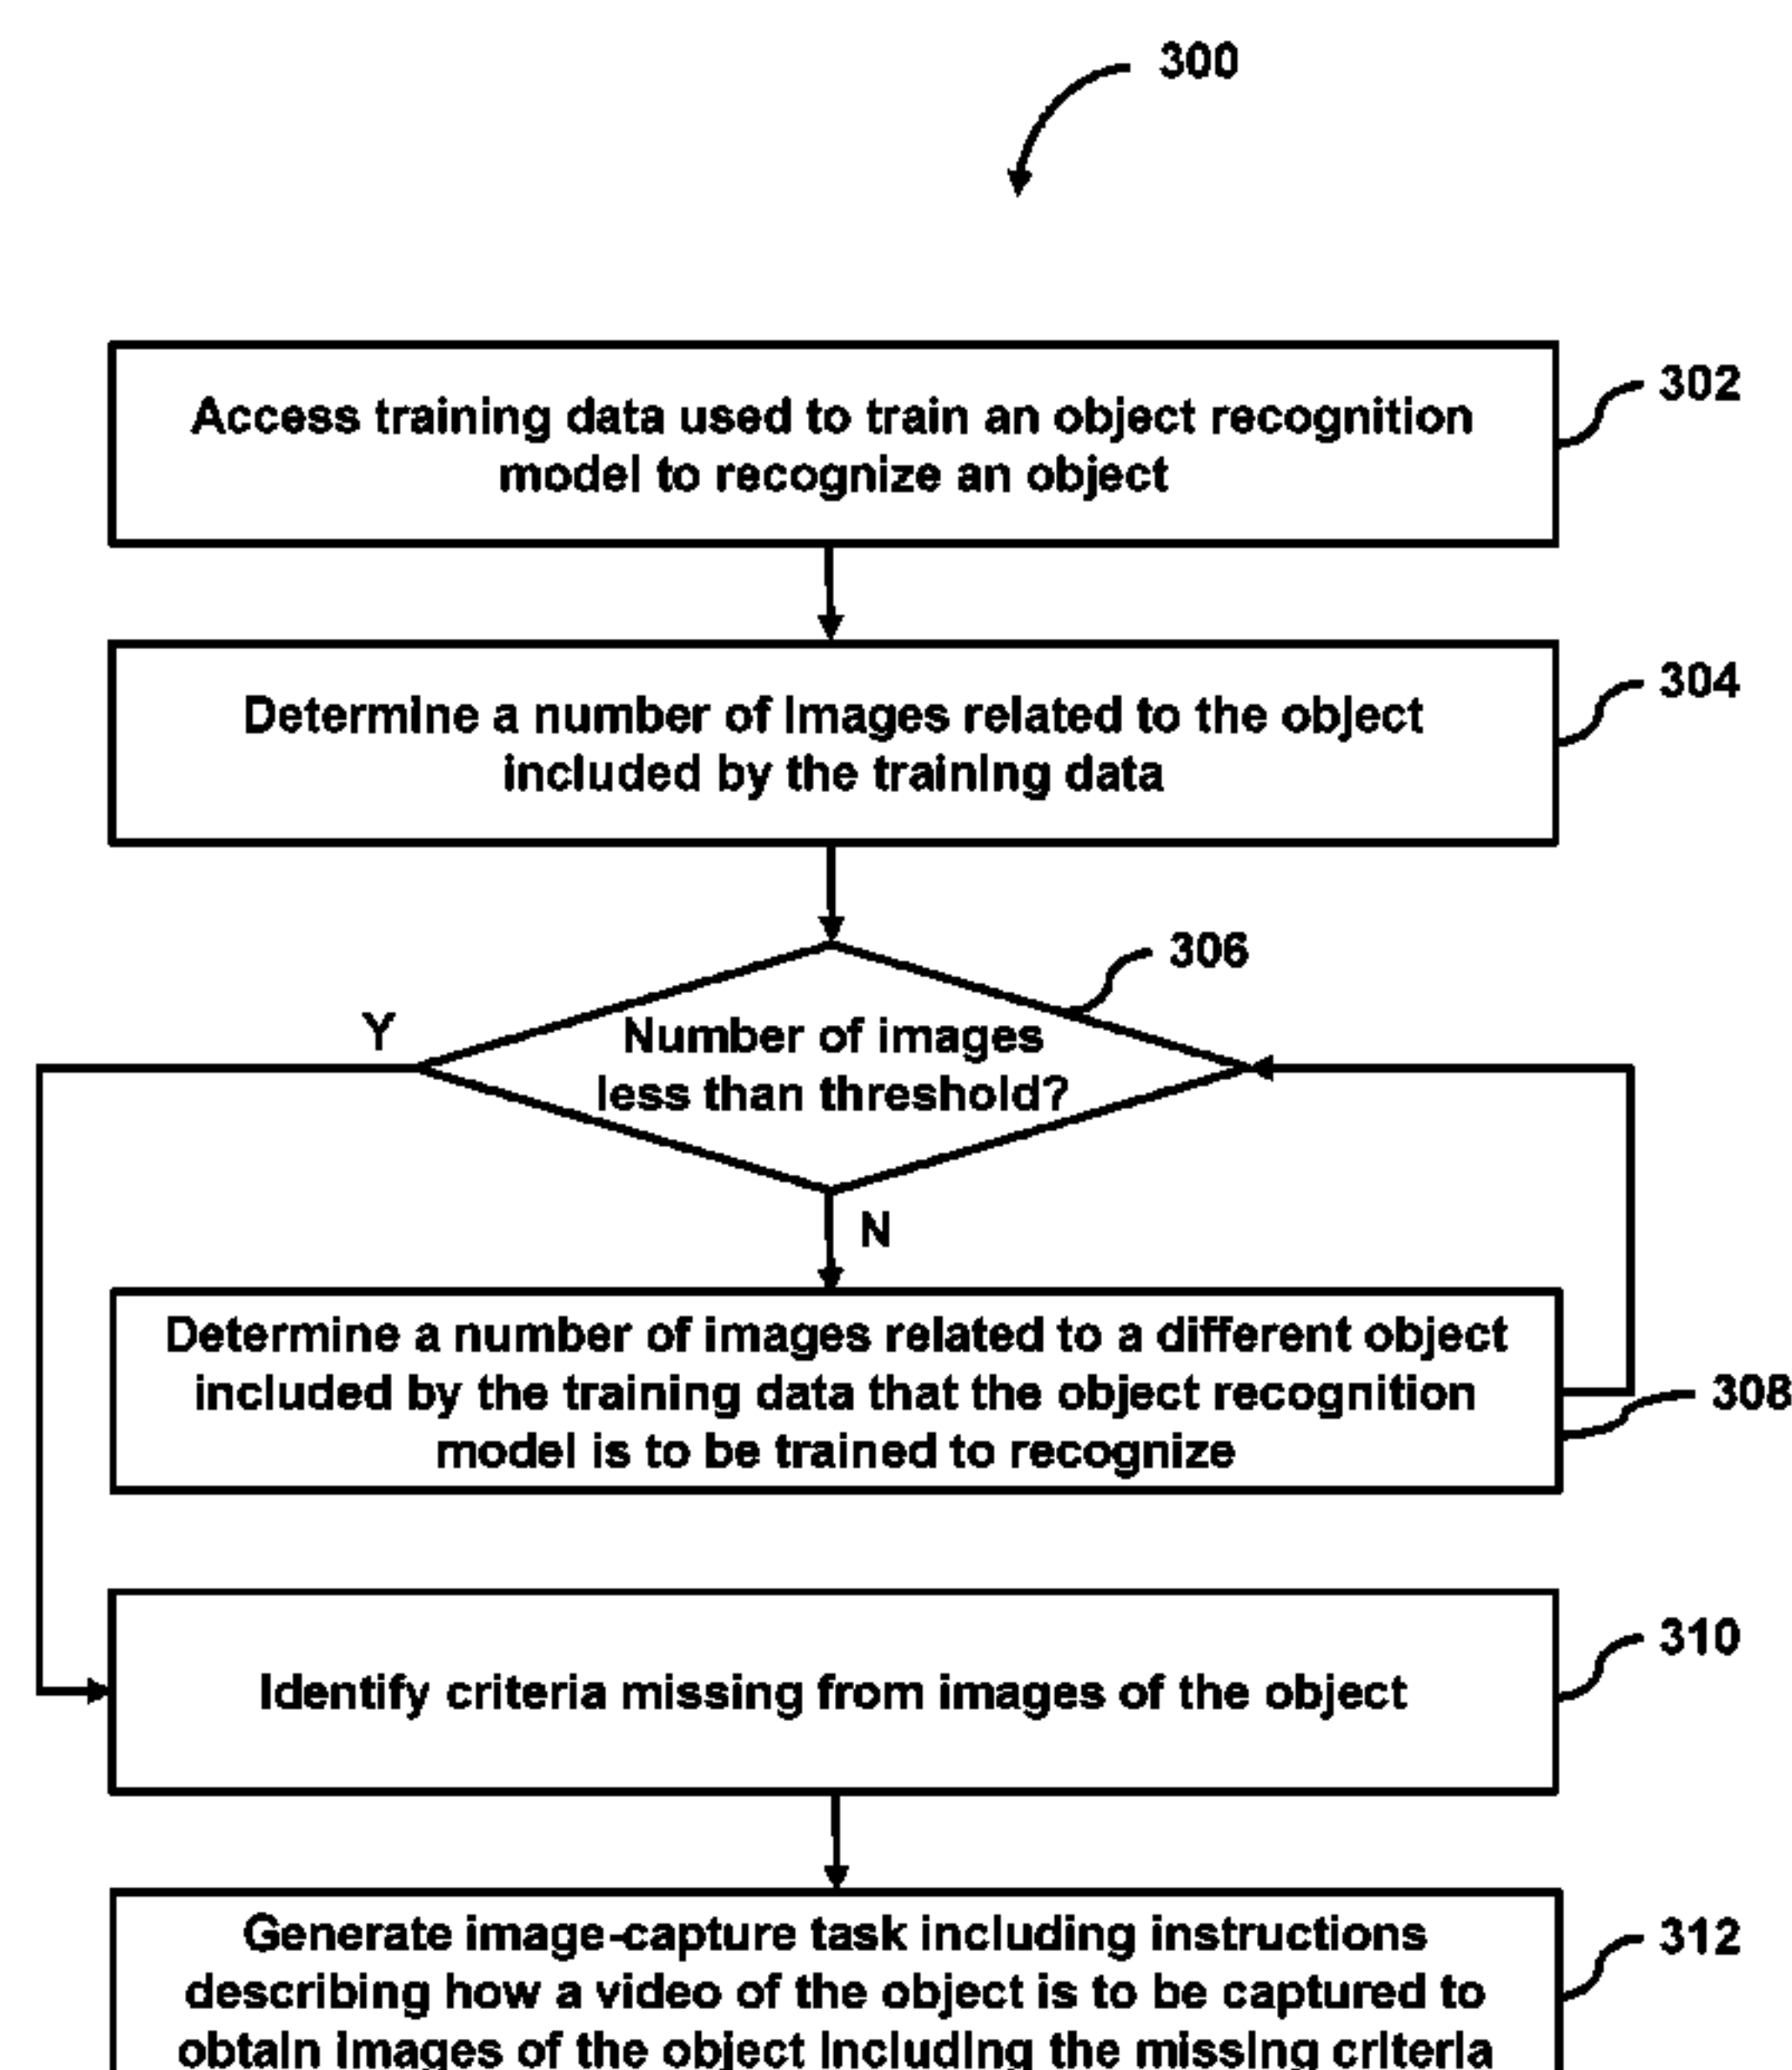 300
Access training data used to train an object recognition
model to recognize an object
302
Determine a number of images related to the object
included by the training data
304
306
Number of images
less than threshold?
Y
N
Determine a number of images related to a different object
included by the training data that the object recognition
model is to be trained to recognize
308
Identify criteria missing from images of the object
310
Generate image-capture task including instructions
describing how a video of the object is to be captured to
obtain images of the object including the missing criteria
312